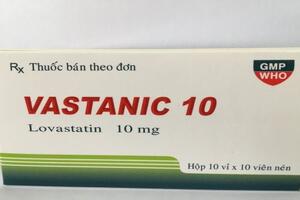 Rx Thuốc bán theo đơn
GMP
WHO
VASTANIC 10
Lovastatin 10 mg
Hộp 10 vỉ x 10 viên nén